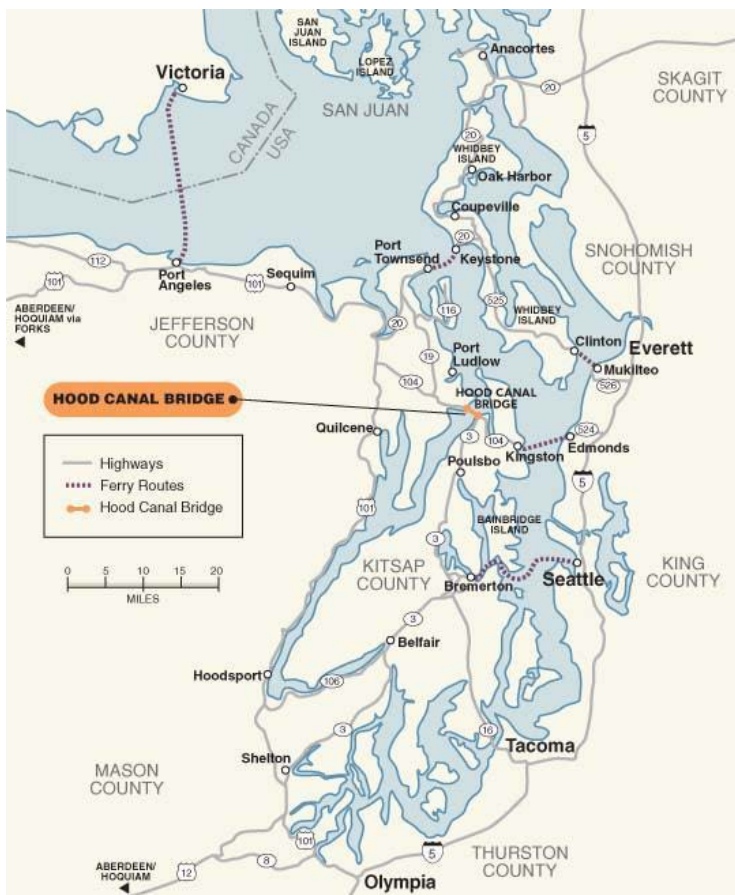 SAN
JUAN
ISLAND
LOPEZ
ISLAND
Anacortes
Victoria
20
SKAGIT
COUNTY
SAN JUAN
CANADA
USA
20
5
WHIDBEY
ISLAND
Oak Harbor
Coupeville
20
Port
Townsend
Keystone
SNOHOMISH
COUNTY
112
101
Port
Angeles
101
Sequim
ABERDEEN/
HOQUIAM via
FORKS
JEFFERSON
COUNTY
20
116
525
WHIDBEY
ISLAND
Clinton
Everett
19
Port
Ludlow
Mukilteo
526
104
HOOD CANAL BRIDGE
HOOD CANAL
BRIDGE
Quilcene
3
104
Kingston
524
Edmonds
Poulsbo
5
Highways
Ferry Routes
Hood Canal Bridge
101
BAINBRIDGE
ISLAND
3
KITSAP
COUNTY
Bremerton
Seattle
KING
COUNTY
0 5 10 15 20
MILES
3
Belfair
Hoodsport
106
3
16
Tacoma
Shelton
MASON
COUNTY
101
5
THURSTON
COUNTY
ABERDEEN/
HOQUIAM
12
8
Olympia